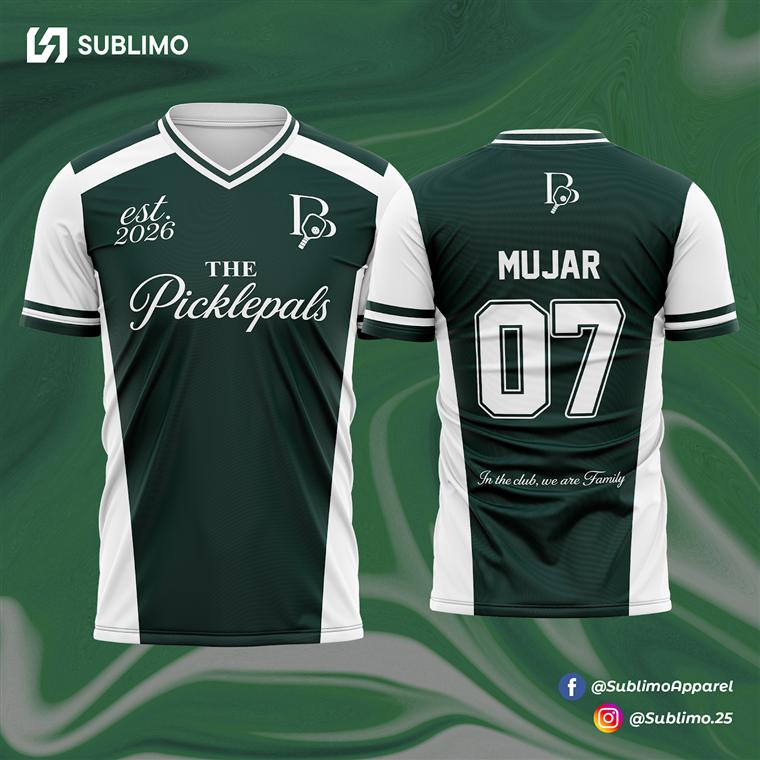 SUBLIMO
est.
2026
B
THE
Picklepals
B
MUJAR
07
In the club, we are Family
@SublimoApparel
@Sublimo.25